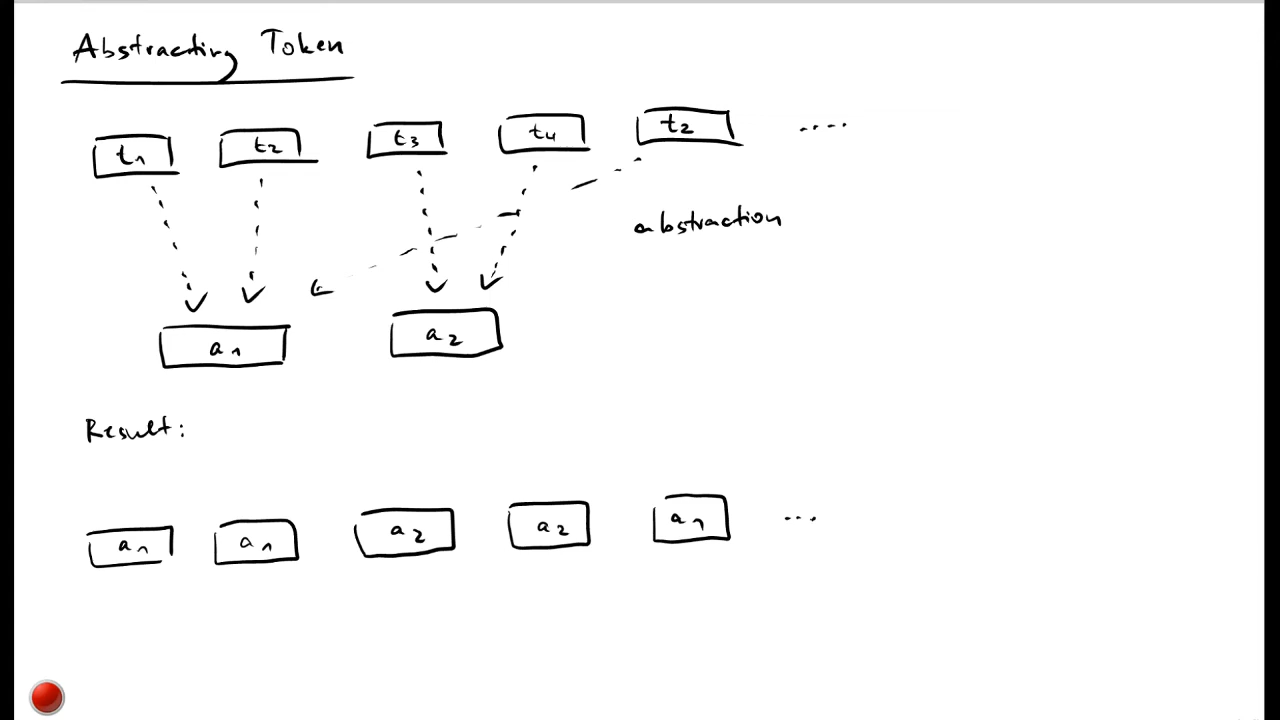 Abstracting Token
t1 t2 t3 t4 t2 ....
abstraction
a1 a2
Result:
a1 a1 a2 a2 a1 ...